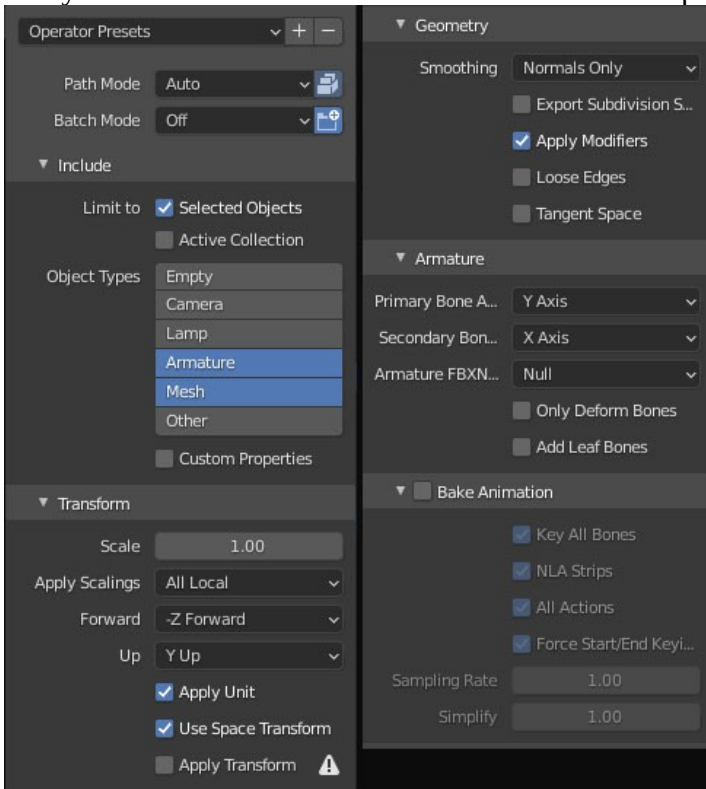 Operator Presets
Path Mode Auto
Batch Mode Off
Include
Limit to Selected Objects
Active Collection
Object Types Empty
Camera
Lamp
Armature
Mesh
Other
Custom Properties
Transform
Scale 1.00
Apply Scalings All Local
Forward -Z Forward
Up Y Up
Apply Unit
Use Space Transform
Apply Transform
Geometry
Smoothing Normals Only
Export Subdivision S...
Apply Modifiers
Loose Edges
Tangent Space
Armature
Primary Bone A... Y Axis
Secondary Bon... X Axis
Armature FBXN... Null
Only Deform Bones
Add Leaf Bones
Bake Animation
Key All Bones
NLA Strips
All Actions
Force Start/End Keyi...
Sampling Rate 1.00
Simplify 1.00